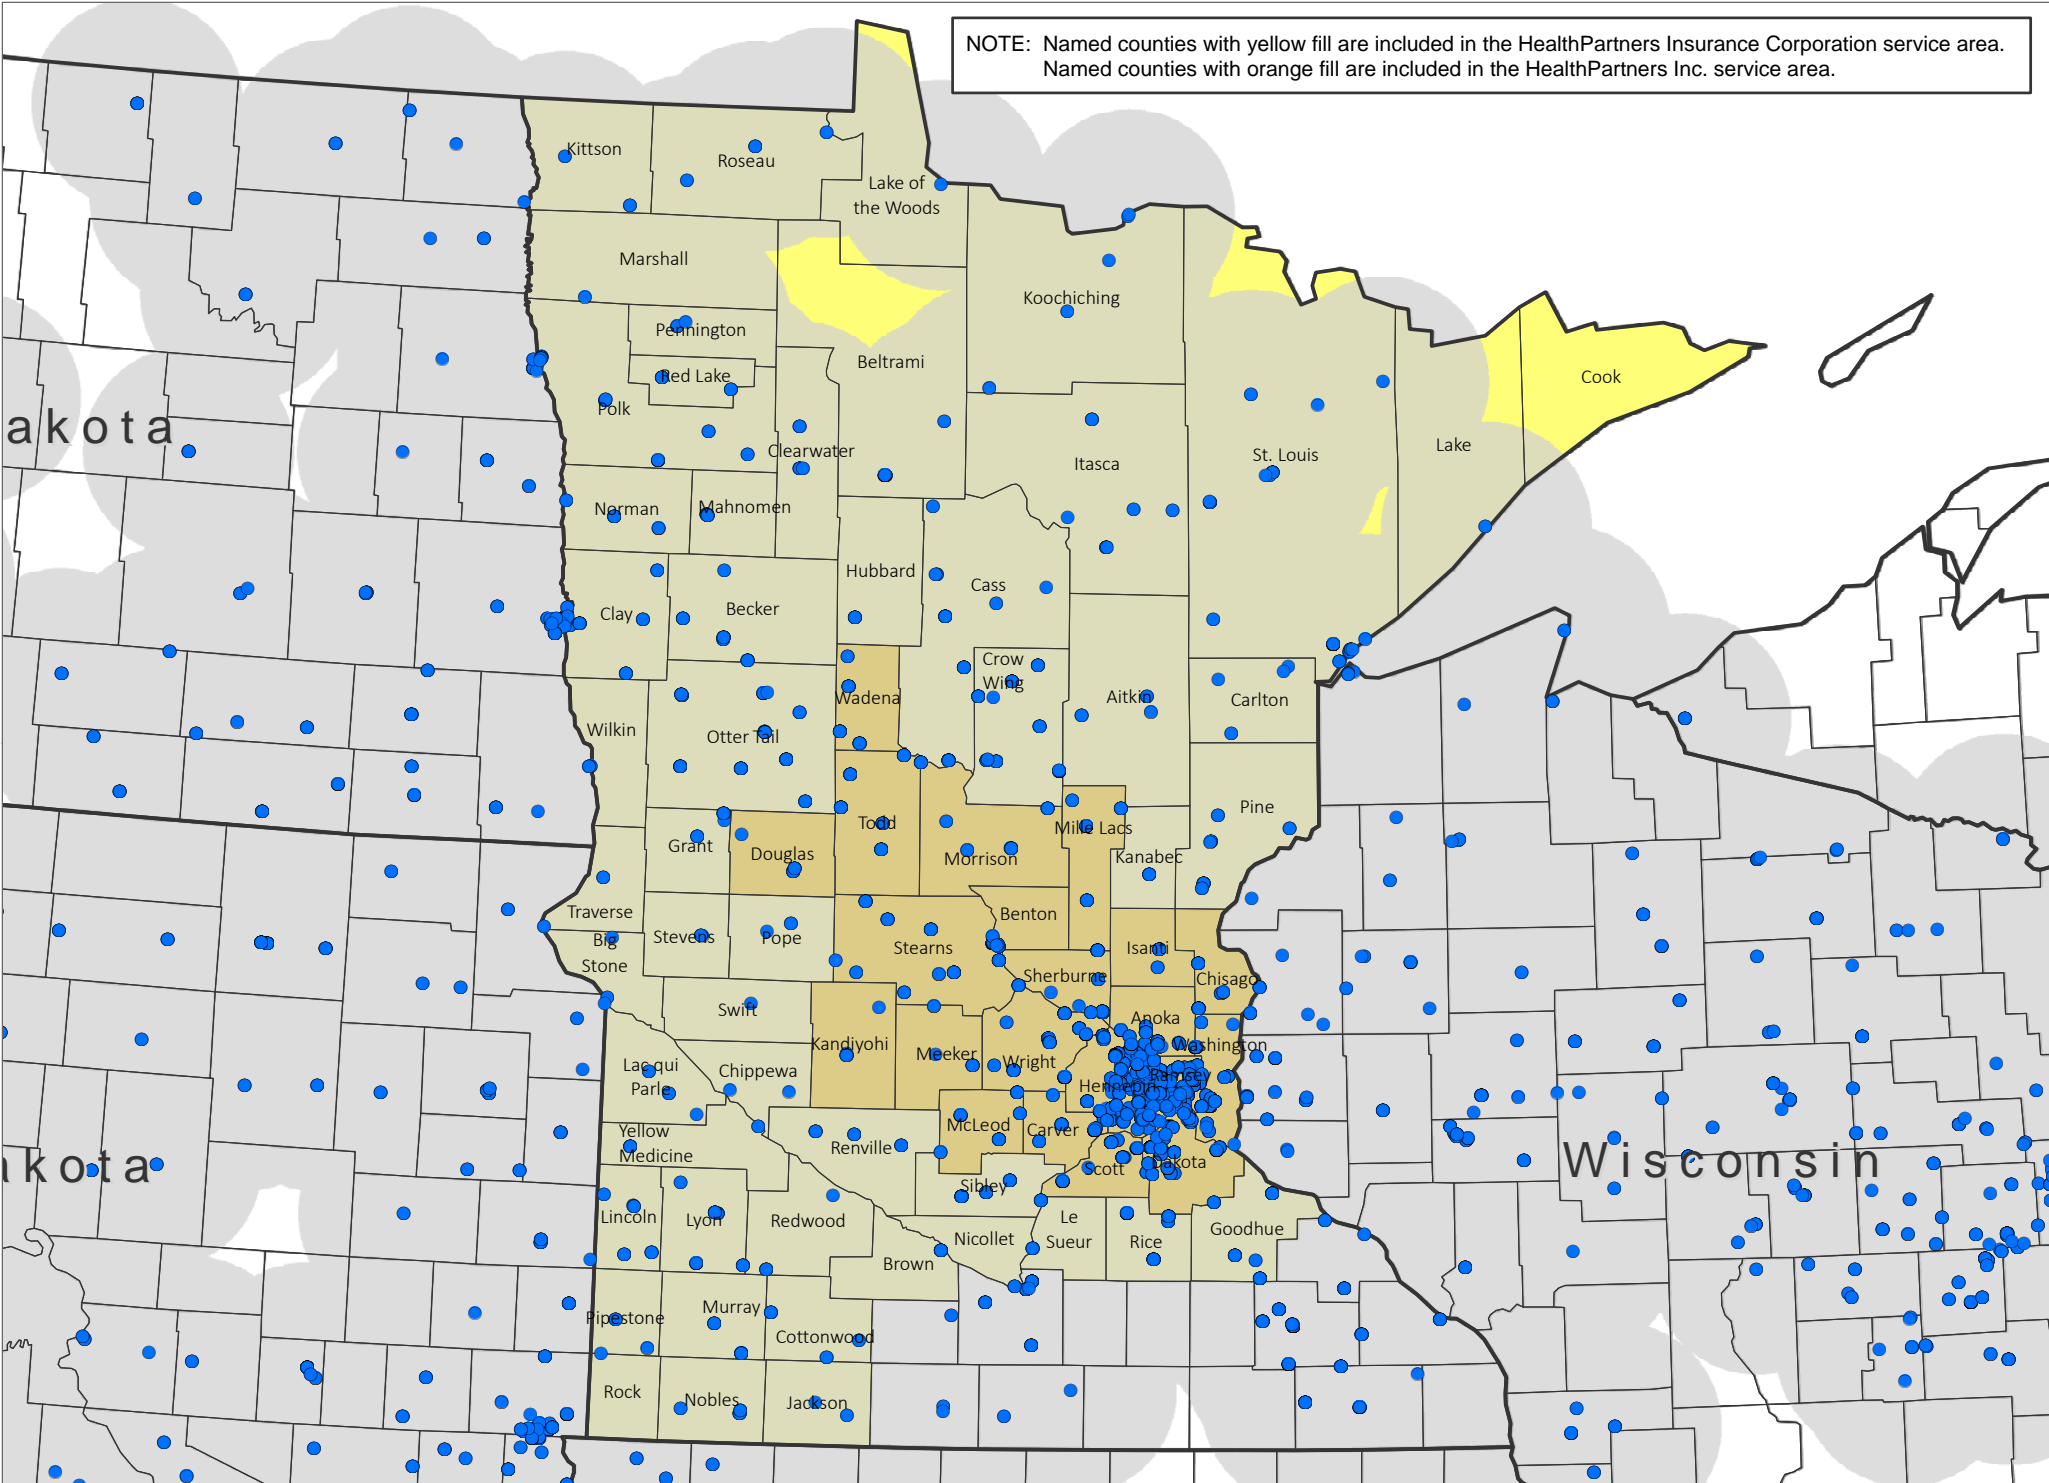 NOTE: Named counties with yellow fill are included in the HealthPartners Insurance Corporation service area.
Named counties with orange fill are included in the HealthPartners Inc. service area.
Kittson
Roseau
Lake of
the Woods
Marshall
Koochiching
Pennington
Beltrami
Red Lake
Cook
Polk
akota
Clearwater
Itasca
St. Louis
Lake
Norman
Mahnomen
Hubbard
Cass
Clay
Becker
Crow
Wing
Wadena
Aitkin
Carlton
Wilkin
Otter Tail
Pine
Todd
Mille Lacs
Grant
Douglas
Morrison
Kanabec
Traverse
Benton
Big
Stone
Stevens
Pope
Stearns
Isanti
Sherburne
Chisago
Swift
Anoka
Kandiyohi
Meeker
Wright
Washington
Lac qui
Parle
Chippewa
Hennepin
Ramsey
McLeod
Carver
Yellow
Medicine
Renville
Scott
Dakota
akota
Wisconsin
Sibley
Lincoln
Lyon
Redwood
Le
Sueur
Nicollet
Rice
Goodhue
Brown
Pipestone
Murray
Cottonwood
Rock
Nobles
Jackson